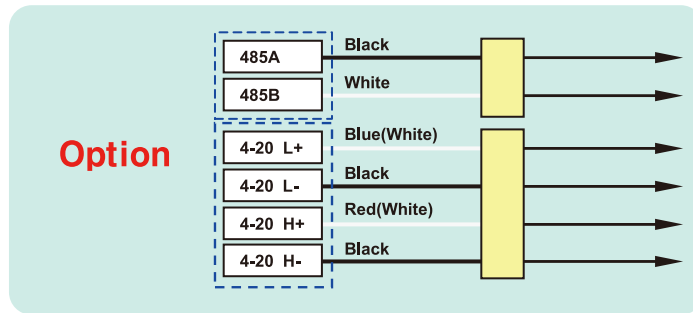 485A Black
485B White
Option
4-20 L+ Blue(White)
4-20 L- Black
4-20 H+ Red(White)
4-20 H- Black